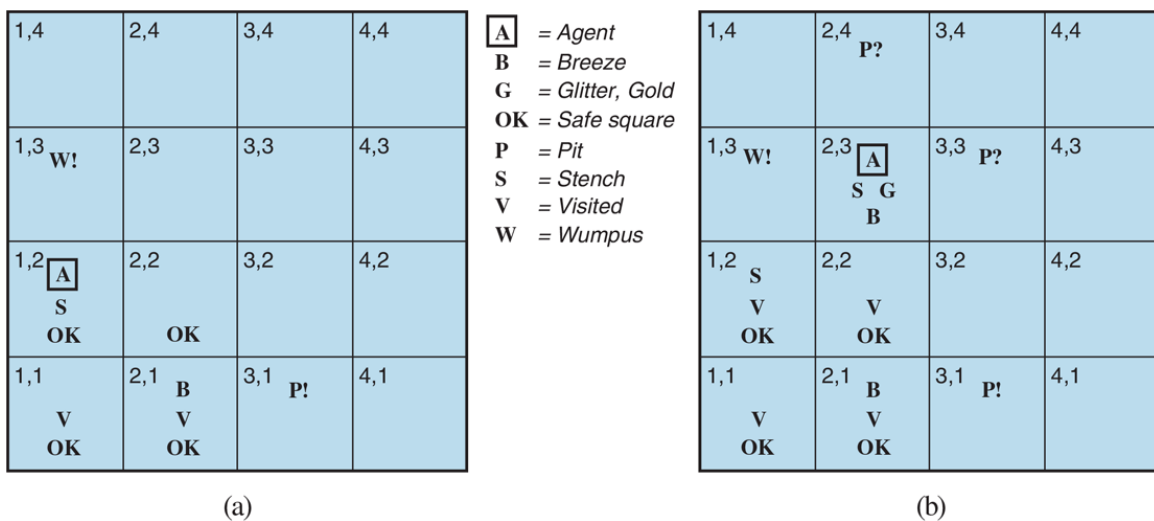 1,4 2,4 3,4 4,4
1,3 W! 2,3 3,3 4,3
1,2 A 2,2 3,2 4,2
S
OK OK
1,1 2,1 B 3,1 P! 4,1
V V
OK OK
(a)
A = Agent
B = Breeze
G = Glitter, Gold
OK = Safe square
P = Pit
S = Stench
V = Visited
W = Wumpus
1,4 2,4 P? 3,4 4,4
1,3 W! 2,3 A 3,3 P? 4,3
S G
B
1,2 S 2,2 3,2 4,2
V V
OK OK
1,1 2,1 B 3,1 P! 4,1
V V
OK OK
(b)